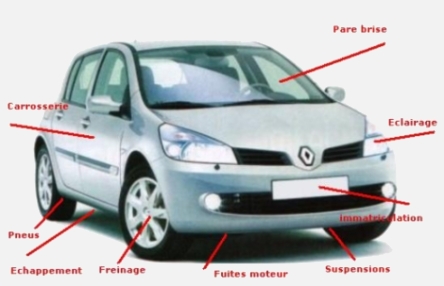 Pare brise
Carrosserie
Eclairage
immatriculation
Pneus
Echappement
Freinage
Fuites moteur
Suspensions